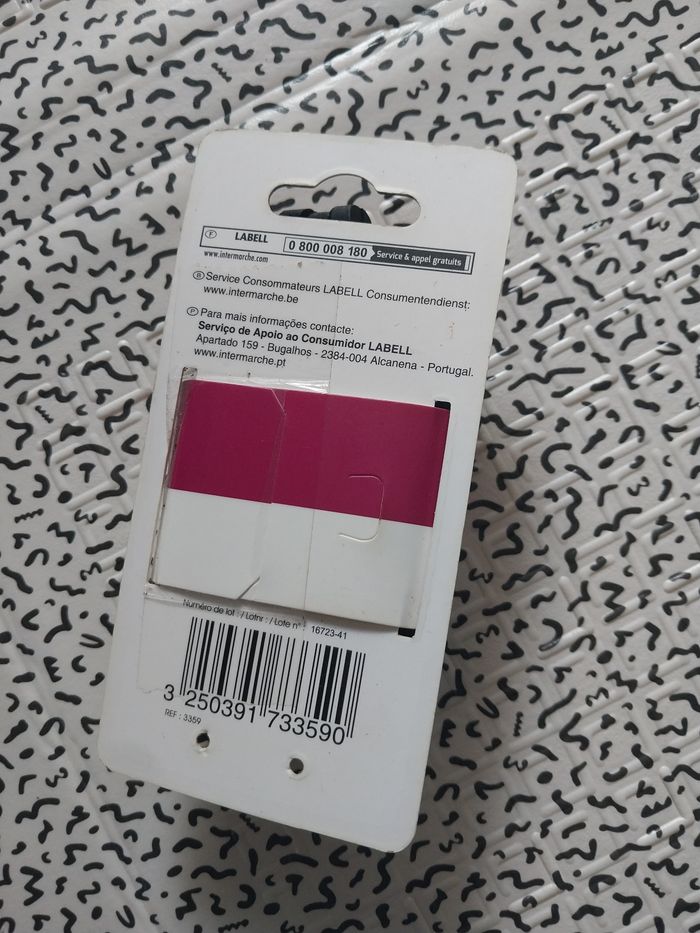 F LABELL 0 800 008 180 Service & appel gratuits
www.intermarche.com
B Service Consommateurs LABELL Consumentendienst:
www.intermarche.be
P Para mais informações contacte:
Serviço de Apoio ao Consumidor LABELL
Apartado 159 - Bugalhos - 2384-004 Alcanena - Portugal.
www.intermarche.pt
Numéro de lot : / Lotnr : / Lote n° : 16723-41
3 250391 733590
REF : 3359